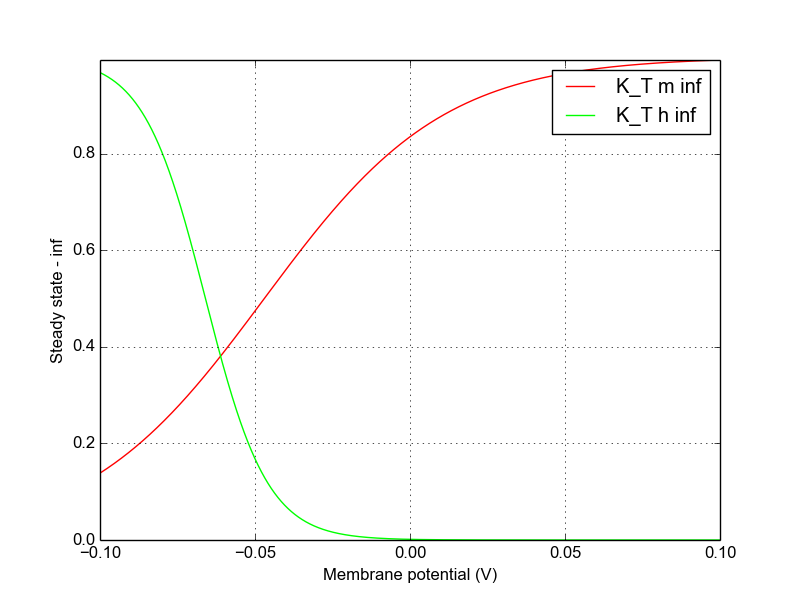 K_T m inf
K_T h inf
0.8
0.6
0.4
0.2
0.0
Steady state - inf
−0.10
−0.05
0.00
0.05
0.10
Membrane potential (V)